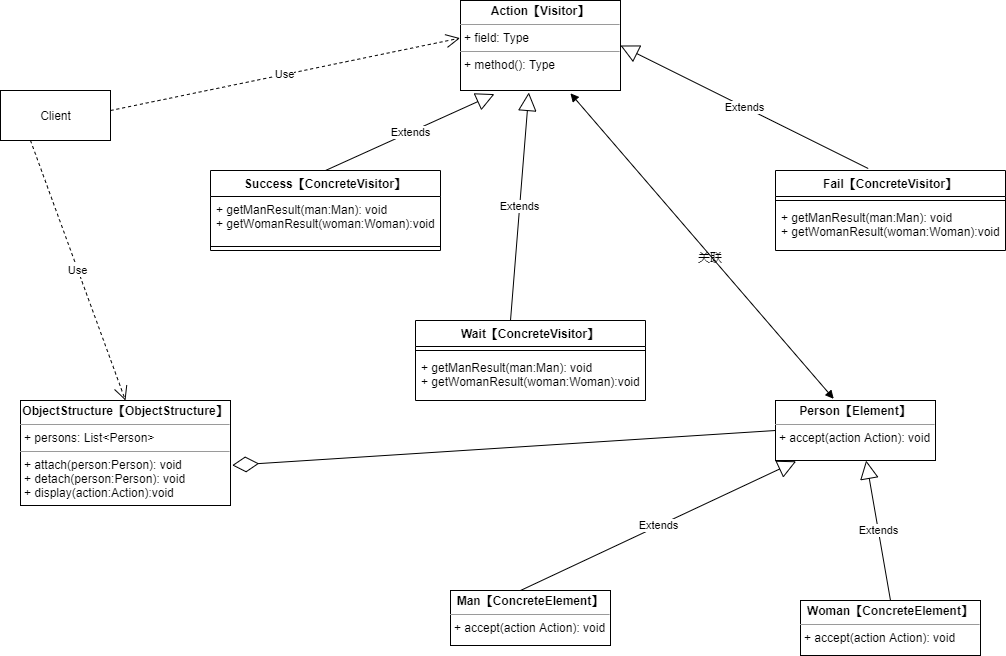 Action【Visitor】
+ field: Type
+ method(): Type
Use
Client
Extends
Extends
Success【ConcreteVisitor】
+ getManResult(man:Man): void
+ getWomanResult(woman:Woman):void
Fail【ConcreteVisitor】
+ getManResult(man:Man): void
+ getWomanResult(woman:Woman):void
Extends
关联
Use
Wait【ConcreteVisitor】
+ getManResult(man:Man): void
+ getWomanResult(woman:Woman):void
ObjectStructure【ObjectStructure】
+ persons: List<Person>
+ attach(person:Person): void
+ detach(person:Person): void
+ display(action:Action):void
Person【Element】
+ accept(action Action): void
Extends
Extends
Man【ConcreteElement】
+ accept(action Action): void
Woman【ConcreteElement】
+ accept(action Action): void